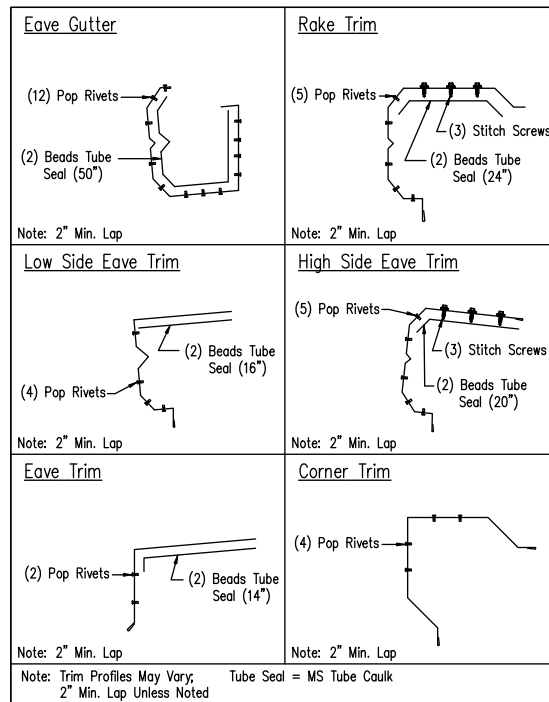 Eave Gutter
(12) Pop Rivets
(2) Beads Tube
Seal (50")
Note: 2" Min. Lap
Rake Trim
(5) Pop Rivets
(3) Stitch Screws
(2) Beads Tube
Seal (24")
Note: 2" Min. Lap
Low Side Eave Trim
(2) Beads Tube
Seal (16")
(4) Pop Rivets
Note: 2" Min. Lap
High Side Eave Trim
(5) Pop Rivets
(3) Stitch Screws
(2) Beads Tube
Seal (20")
Note: 2" Min. Lap
Eave Trim
(2) Pop Rivets
(2) Beads Tube
Seal (14")
Note: 2" Min. Lap
Corner Trim
(4) Pop Rivets
Note: 2" Min. Lap
Note: Trim Profiles May Vary; Tube Seal = MS Tube Caulk
2" Min. Lap Unless Noted